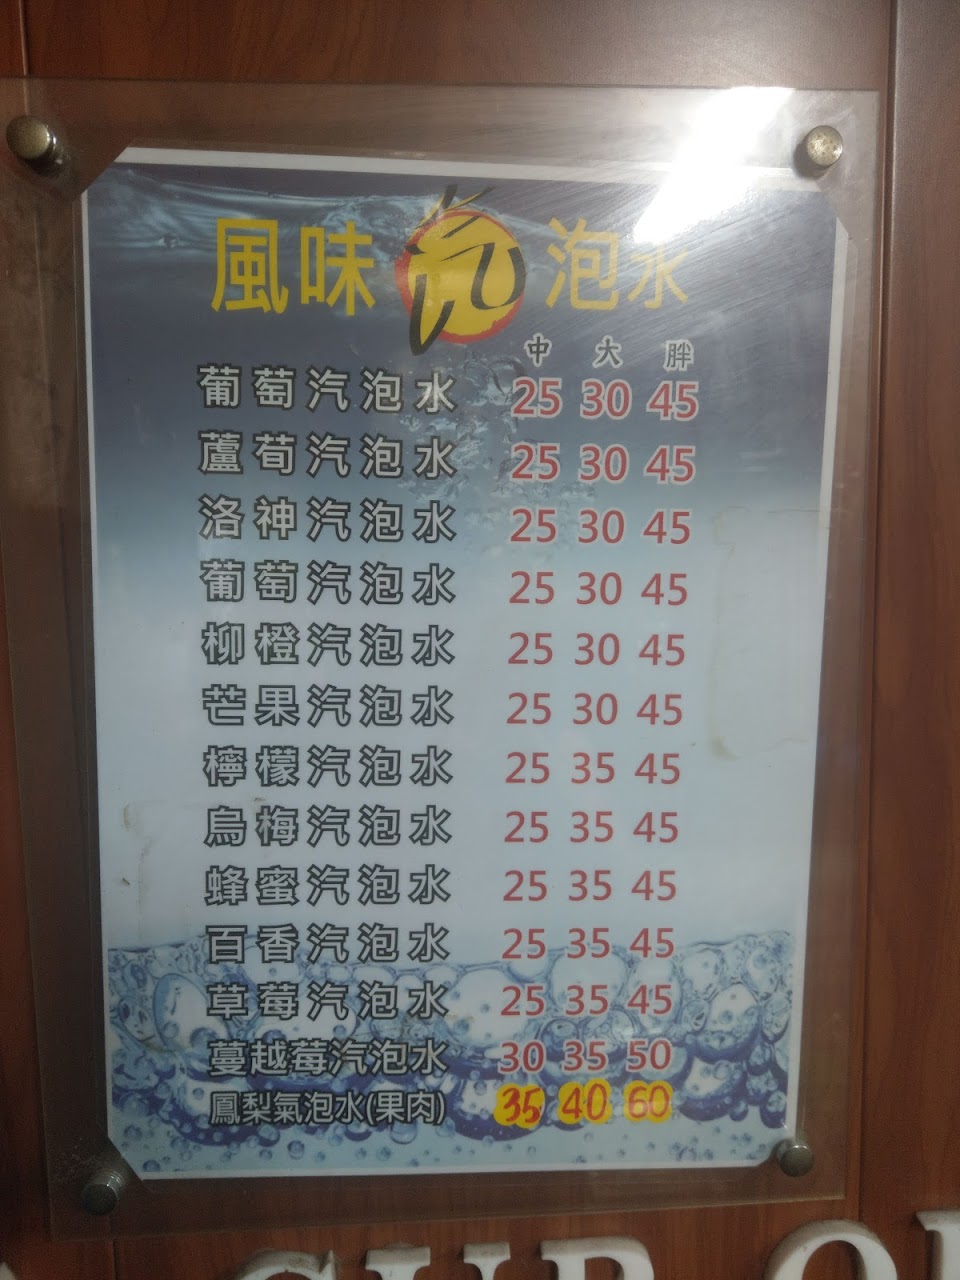 風味汽泡水
中 大 胖
葡萄汽泡水 25 30 45
蘆荀汽泡水 25 30 45
洛神汽泡水 25 30 45
葡萄汽泡水 25 30 45
柳橙汽泡水 25 30 45
芒果汽泡水 25 30 45
檸檬汽泡水 25 35 45
烏梅汽泡水 25 35 45
蜂蜜汽泡水 25 35 45
百香汽泡水 25 35 45
草莓汽泡水 25 35 45
蔓越莓汽泡水 30 35 50
鳳梨氣泡水(果肉) 35 40 60